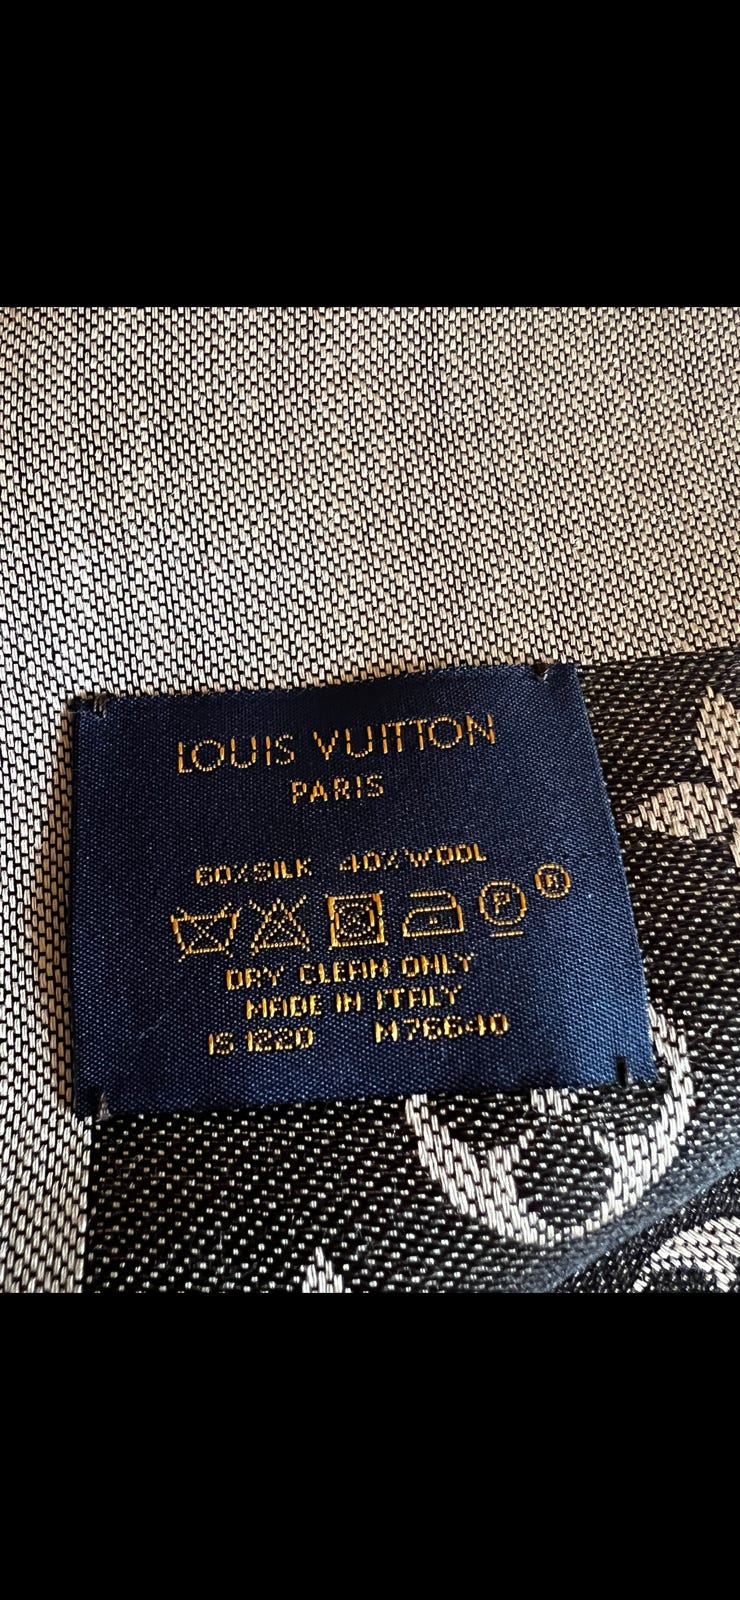 LOUIS VUITTON
PARIS
60%SILK 40%WOOL
P ®
DRY CLEAN ONLY
MADE IN ITALY
IS 1220 M76640